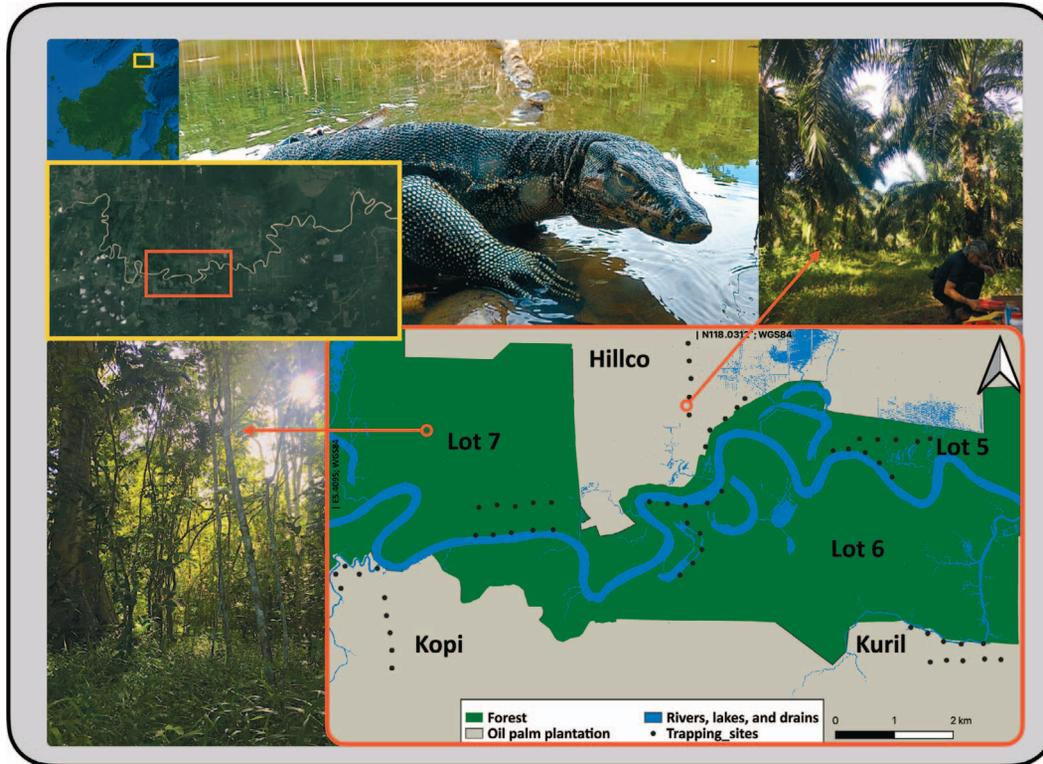 | N118.0312°; WGS84
Hillco
| E5.4095; WGS84
Lot 7
Lot 5
Lot 6
Kopi
Kuril
Forest
Rivers, lakes, and drains
0 1 2 km
Oil palm plantation
Trapping_sites